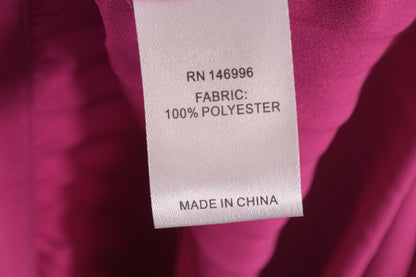 RN 146996
FABRIC:
100% POLYESTER
MADE IN CHINA